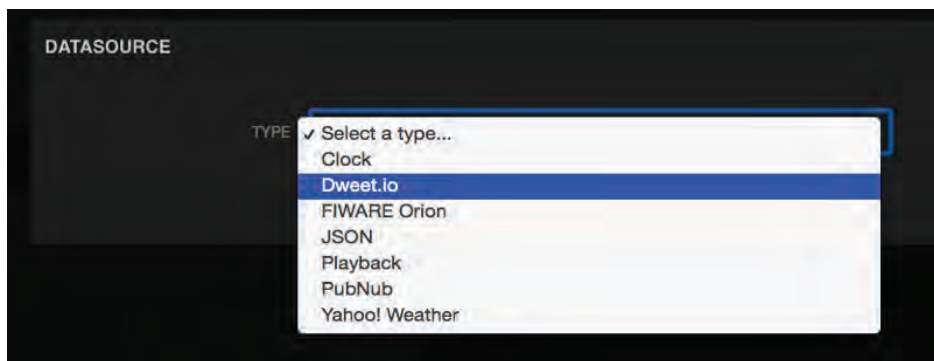 DATASOURCE
TYPE ✓ Select a type...
Clock
Dweet.io
FIWARE Orion
JSON
Playback
PubNub
Yahoo! Weather